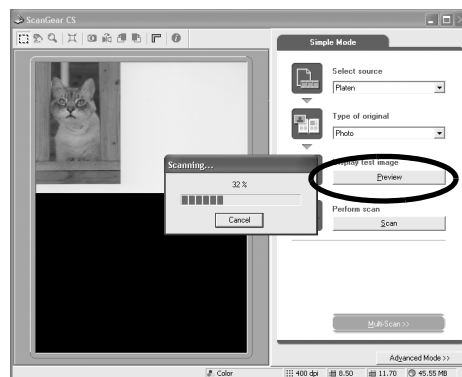 ScanGear CS
Simple Mode
Select source
Platen
Type of original
Photo
Display test image
Preview
Scanning...
32 %
Cancel
Perform scan
Scan
Multi-Scan >>
Advanced Mode >>
Color
400 dpi
8.50
11.70
45.55 MB